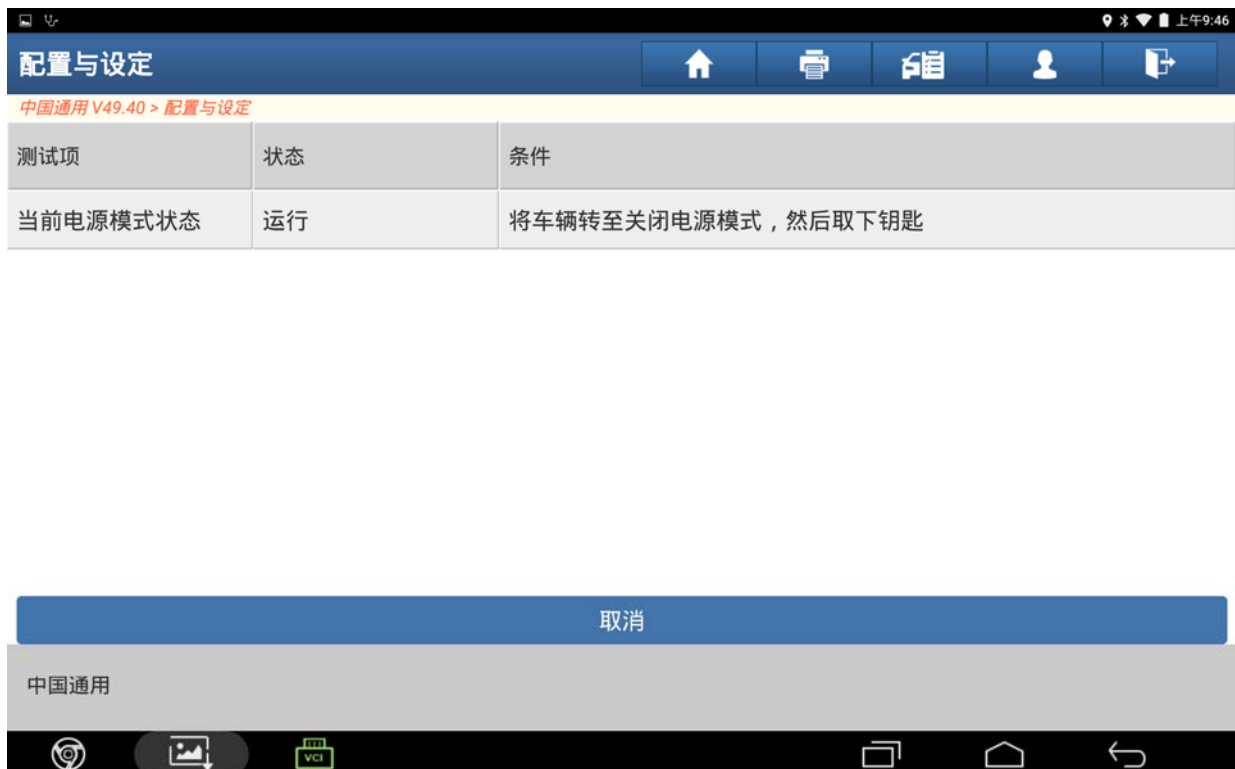 上午9:46
配置与设定
中国通用 V49.40 > 配置与设定
测试项 状态 条件
当前电源模式状态 运行 将车辆转至关闭电源模式，然后取下钥匙
取消
中国通用
VCI